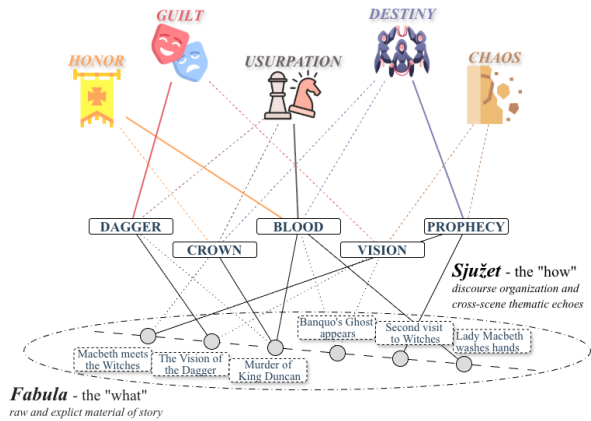 GUILT
DESTINY
HONOR
USURPATION
CHAOS
DAGGER
BLOOD
PROPHECY
CROWN
VISION
Sjužet - the "how"
discourse organization and
cross-scene thematic echoes
Banquo's Ghost
appears
Second visit
to Witches
Lady Macbeth
washes hands
Macbeth meets
the Witches
The Vision of
the Dagger
Murder of
King Duncan
Fabula - the "what"
raw and explict material of story